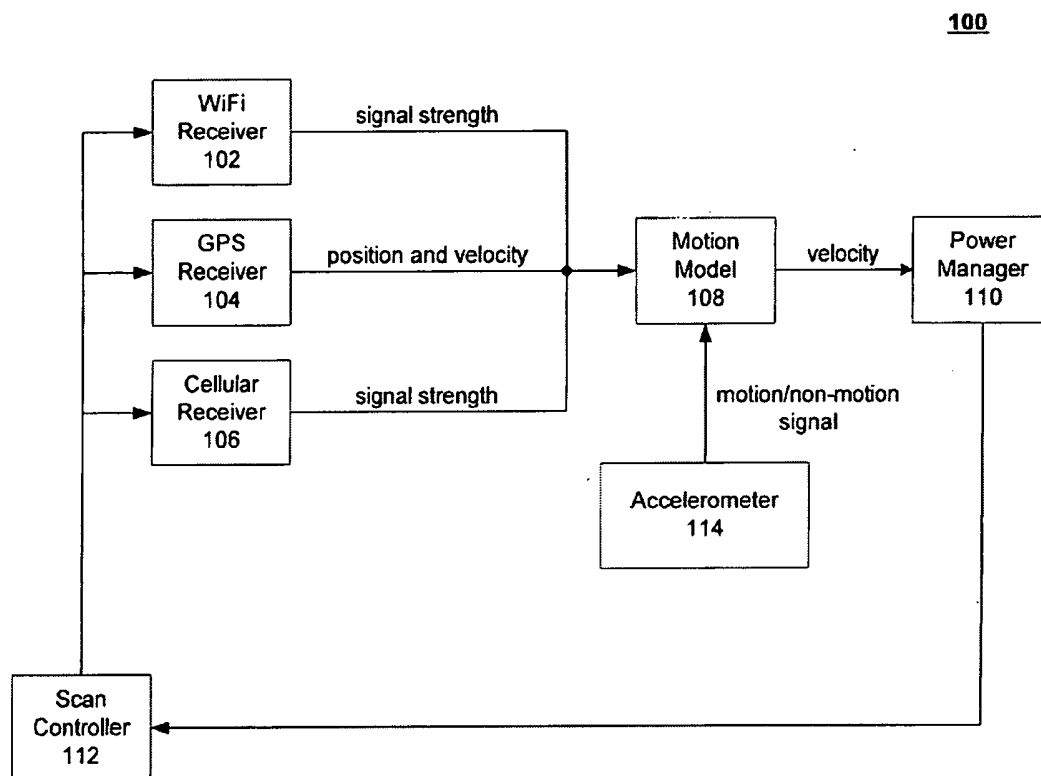 100
WiFi
Receiver
102
signal strength
GPS
Receiver
104
position and velocity
Motion
Model
108
velocity
Power
Manager
110
Cellular
Receiver
106
signal strength
motion/non-motion
signal
Accelerometer
114
Scan
Controller
112